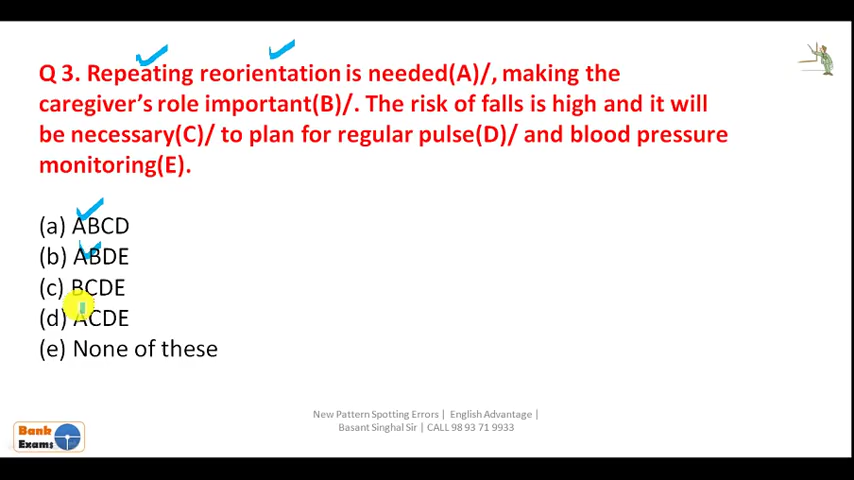 Q 3. Repeating reorientation is needed(A)/, making the
caregiver's role important(B)/. The risk of falls is high and it will
be necessary(C)/ to plan for regular pulse(D)/ and blood pressure
monitoring(E).
(a) ABCD
(b) ABDE
(c) BCDE
(d) ACDE
(e) None of these
New Pattern Spotting Errors | English Advantage |
Basant Singhal Sir | CALL 98 93 71 9933
Bank
Exams